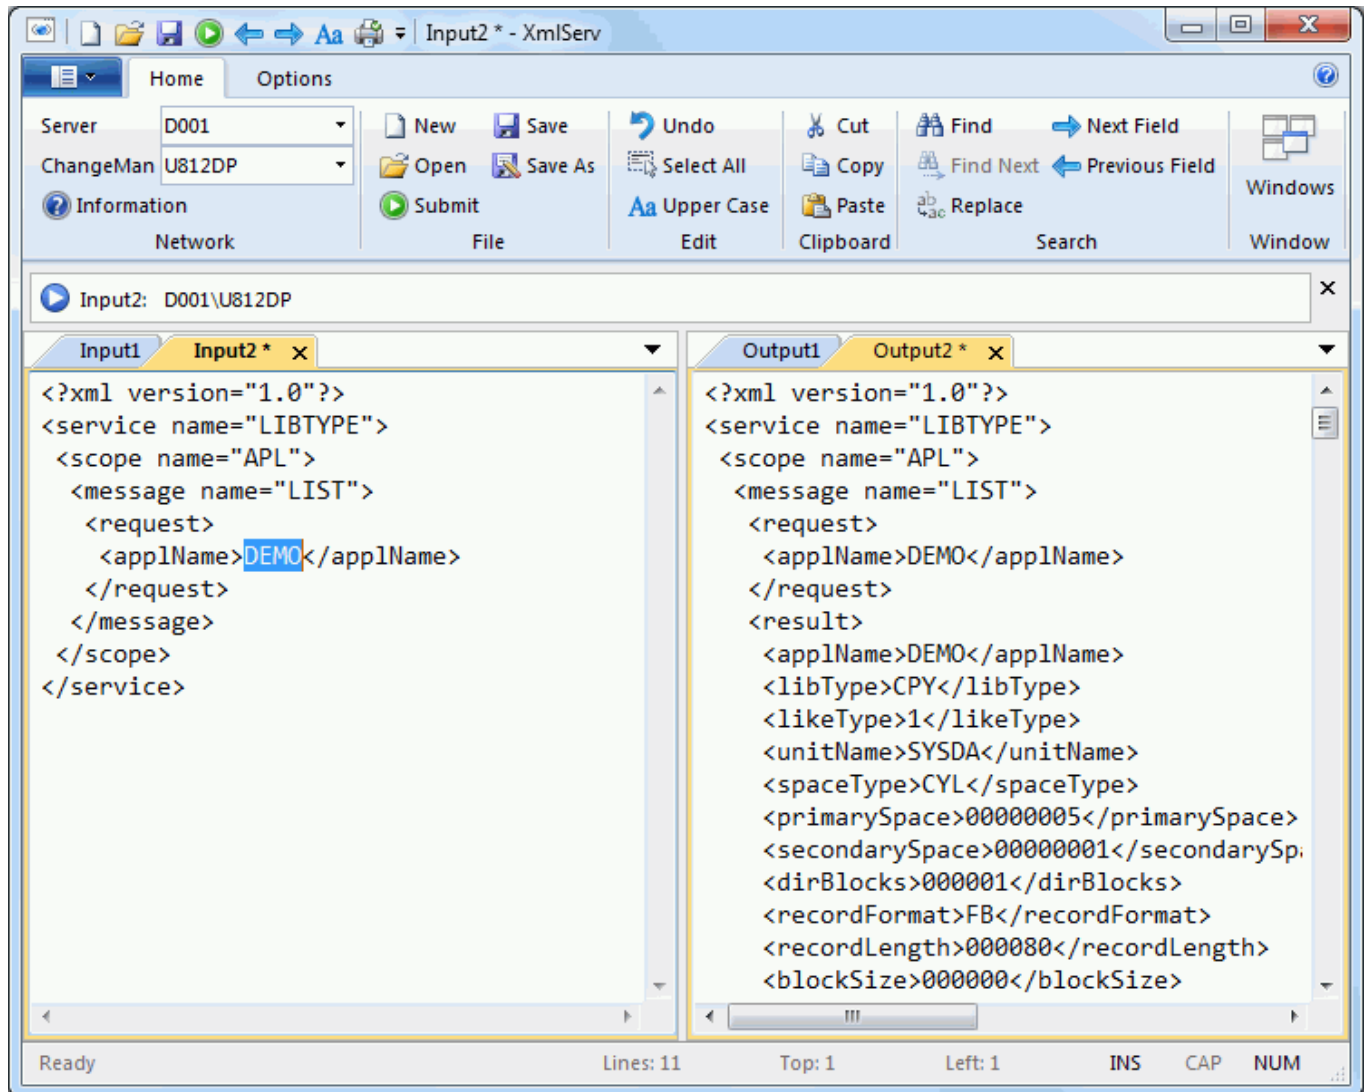 Aa Input2 * - XmlServ
Home Options
Server D001 New Save Undo Cut Find Next Field
ChangeMan U812DP Open Save As Select All Copy Find Next Previous Field Windows
Information Submit Aa Upper Case Paste ab ac Replace
Network File Edit Clipboard Search Window
Input2: D001\U812DP
Input1 Input2 * Output1 Output2 *
<?xml version="1.0"?>
<service name="LIBTYPE">
<scope name="APL">
<message name="LIST">
<request>
<applName>DEMO</applName>
</request>
</message>
</scope>
</service>
<?xml version="1.0"?>
<service name="LIBTYPE">
<scope name="APL">
<message name="LIST">
<request>
<applName>DEMO</applName>
</request>
<result>
<applName>DEMO</applName>
<libType>CPY</libType>
<likeType>1</likeType>
<unitName>SYSDA</unitName>
<spaceType>CYL</spaceType>
<primarySpace>00000005</primarySpace>
<secondarySpace>00000001</secondarySp
<dirBlocks>000001</dirBlocks>
<recordFormat>FB</recordFormat>
<recordLength>000080</recordLength>
<blockSize>000000</blockSize>
Ready Lines: 11 Top: 1 Left: 1 INS CAP NUM